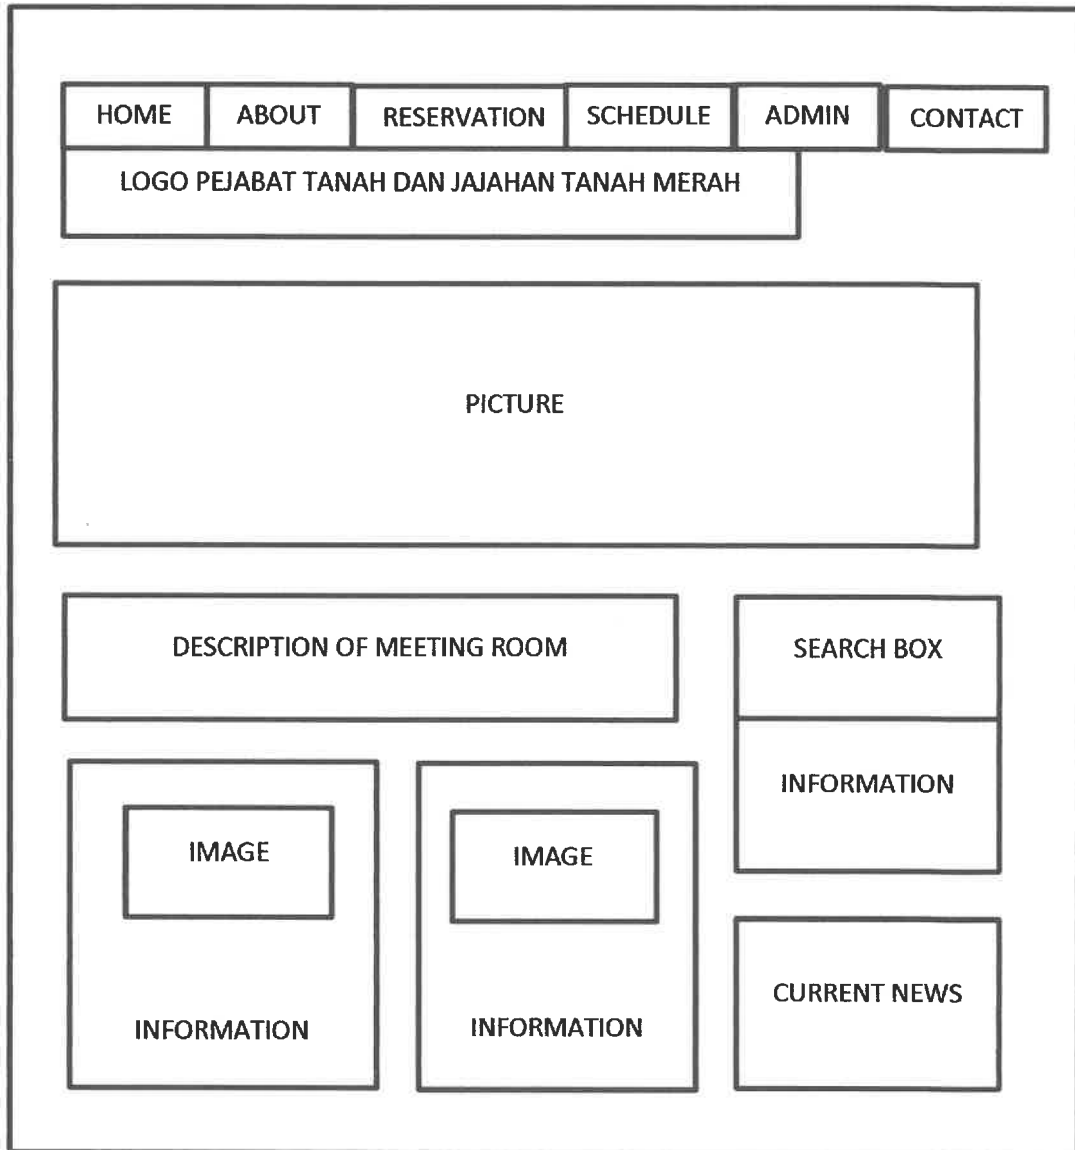 HOME
ABOUT
RESERVATION
SCHEDULE
ADMIN
CONTACT
LOGO PEJABAT TANAH DAN JAJAHAN TANAH MERAH
PICTURE
DESCRIPTION OF MEETING ROOM
IMAGE
INFORMATION
IMAGE
INFORMATION
SEARCH BOX
INFORMATION
CURRENT NEWS